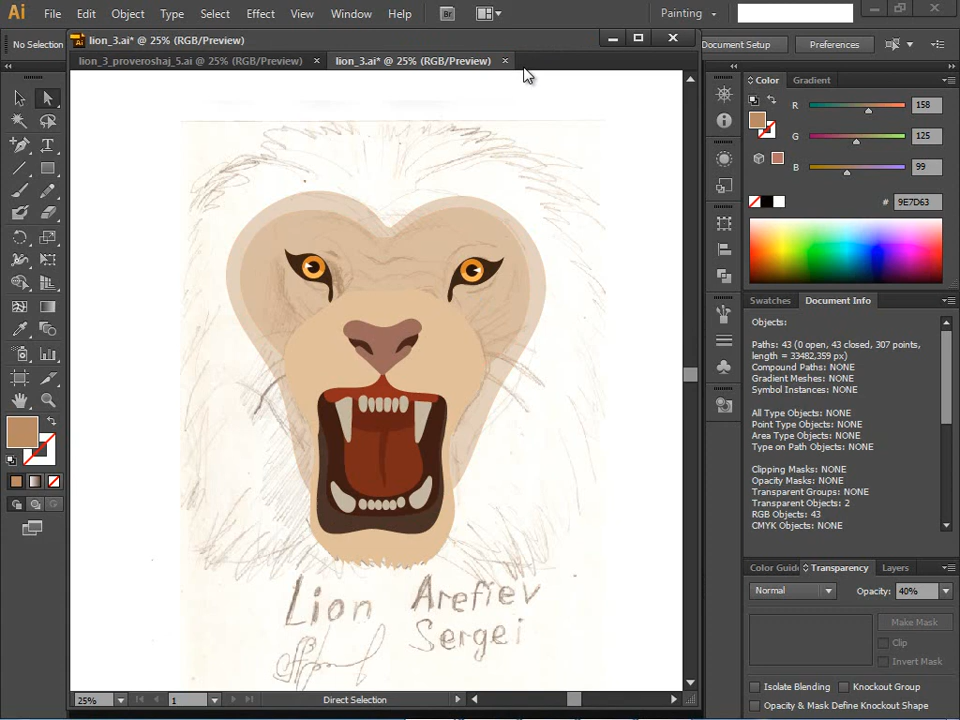 Ai File Edit Object Type Select Effect View Window Help Br Painting
No Selection
lion_3.ai* @ 25% (RGB/Preview)
Document Setup Preferences
lion_3_proveroshaj_5.ai @ 25% (RGB/Preview) × lion_3.ai* @ 25% (RGB/Preview) ×
Color Gradient
R 158
G 125
B 99
# 9E7D63
Swatches Document Info
Objects:
Paths: 43 (0 open, 43 closed, 307 points,
length = 33482,359 px)
Compound Paths: NONE
Gradient Meshes: NONE
Symbol Instances: NONE
All Type Objects: NONE
Point Type Objects: NONE
Area Type Objects: NONE
Type on Path Objects: NONE
Clipping Masks: NONE
Opacity Masks: NONE
Transparent Groups: NONE
Transparent Objects: 2
RGB Objects: 43
CMYK Objects: NONE
Color Guide Transparency Layers
Normal Opacity: 40%
Make Mask
Clip
Invert Mask
Isolate Blending Knockout Group
Opacity & Mask Define Knockout Shape
Lion Arefiev
Sergei
25% 1 Direct Selection